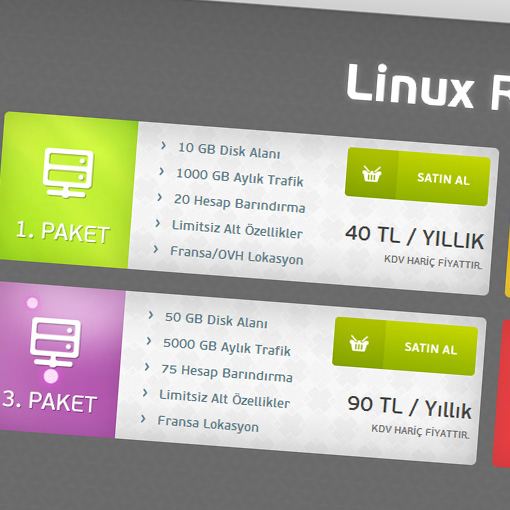 Linux R
1. PAKET
10 GB Disk Alanı
1000 GB Aylık Trafik
20 Hesap Barındırma
Limitsiz Alt Özellikler
Fransa/OVH Lokasyon
SATIN AL
40 TL / YILLIK
KDV HARİÇ FİYATTIR.
3. PAKET
50 GB Disk Alanı
5000 GB Aylık Trafik
75 Hesap Barındırma
Limitsiz Alt Özellikler
Fransa Lokasyon
SATIN AL
90 TL / Yıllık
KDV HARİÇ FİYATTIR.